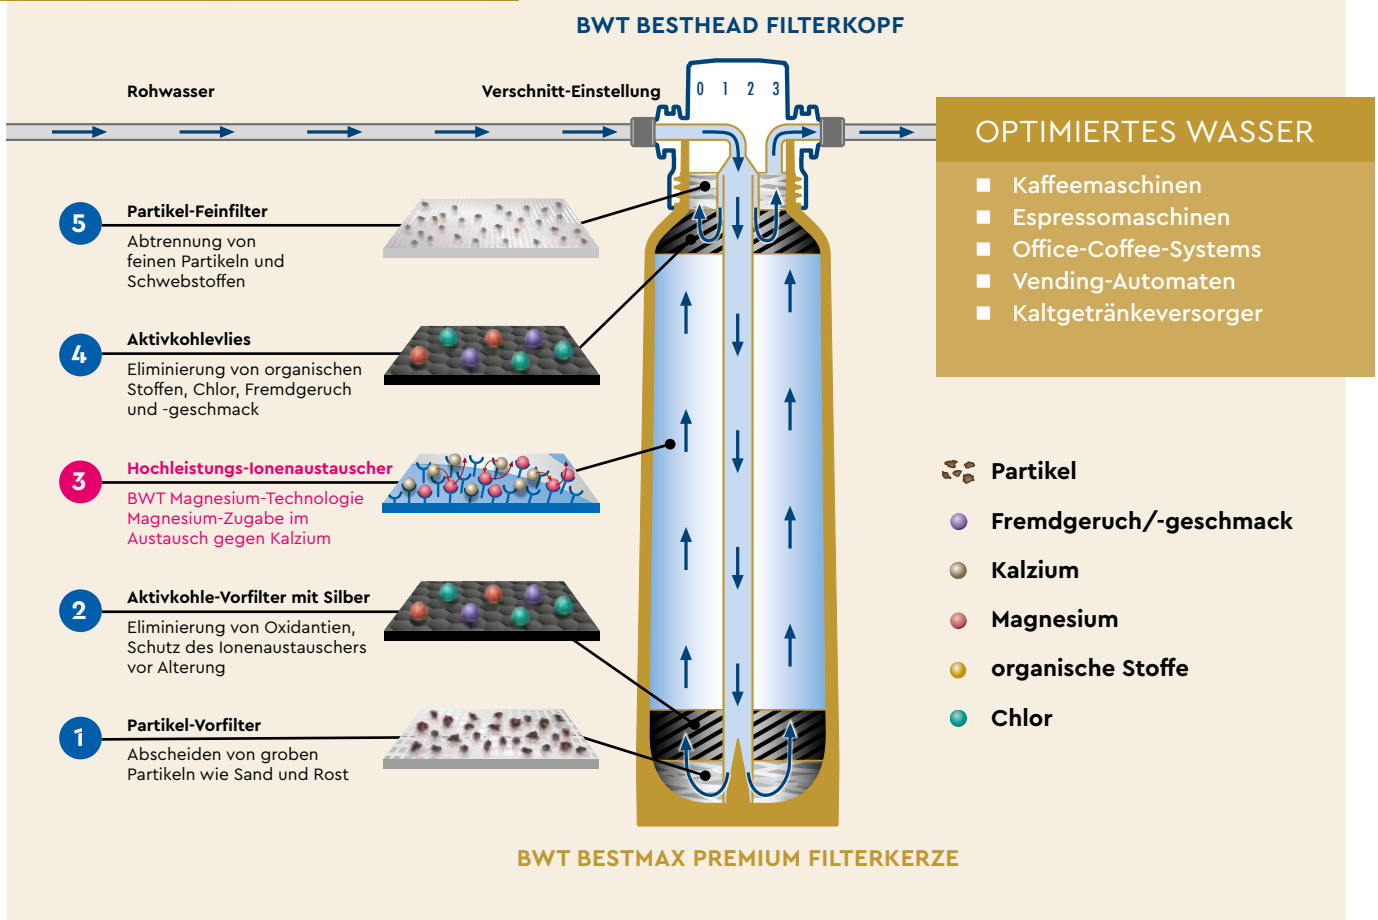 BWT BESTHEAD FILTERKOPF
Rohwasser
Verschnitt-Einstellung
0 1 2 3
OPTIMIERTES WASSER
Kaffeemaschinen
Espressomaschinen
Office-Coffee-Systems
Vending-Automaten
Kaltgetränkeversorger
5
Partikel-Feinfilter
Abtrennung von
feinen Partikeln und
Schwebstoffen
4
Aktivkohlevlies
Eliminierung von organischen
Stoffen, Chlor, Fremdgeruch
und -geschmack
3
Hochleistungs-Ionenaustauscher
BWT Magnesium-Technologie
Magnesium-Zugabe im
Austausch gegen Kalzium
2
Aktivkohle-Vorfilter mit Silber
Eliminierung von Oxidantien,
Schutz des Ionenaustauschers
vor Alterung
1
Partikel-Vorfilter
Abscheiden von groben
Partikeln wie Sand und Rost
Partikel
Fremdgeruch/-geschmack
Kalzium
Magnesium
organische Stoffe
Chlor
BWT BESTMAX PREMIUM FILTERKERZE